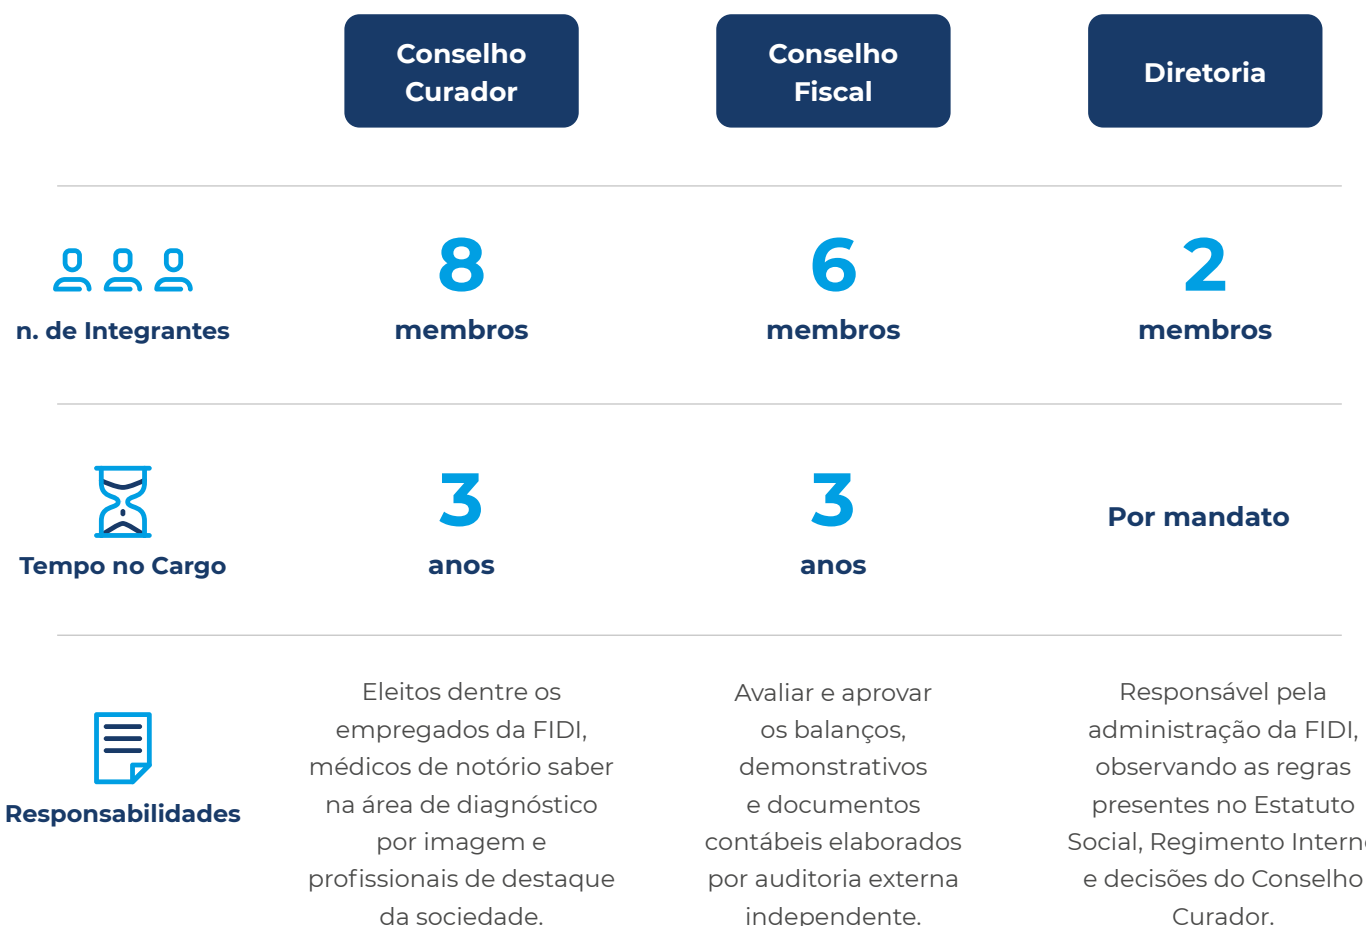 Conselho
Curador
Conselho
Fiscal
Diretoria
n. de Integrantes
8
membros
6
membros
2
membros
Tempo no Cargo
3
anos
3
anos
Por mandato
Responsabilidades
Eleitos dentre os
empregados da FIDI,
médicos de notório saber
na área de diagnóstico
por imagem e
profissionais de destaque
da sociedade.
Avaliar e aprovar
os balanços,
demonstrativos
e documentos
contábeis elaborados
por auditoria externa
independente.
Responsável pela
administração da FIDI,
observando as regras
presentes no Estatuto
Social, Regimento Interno
e decisões do Conselho
Curador.